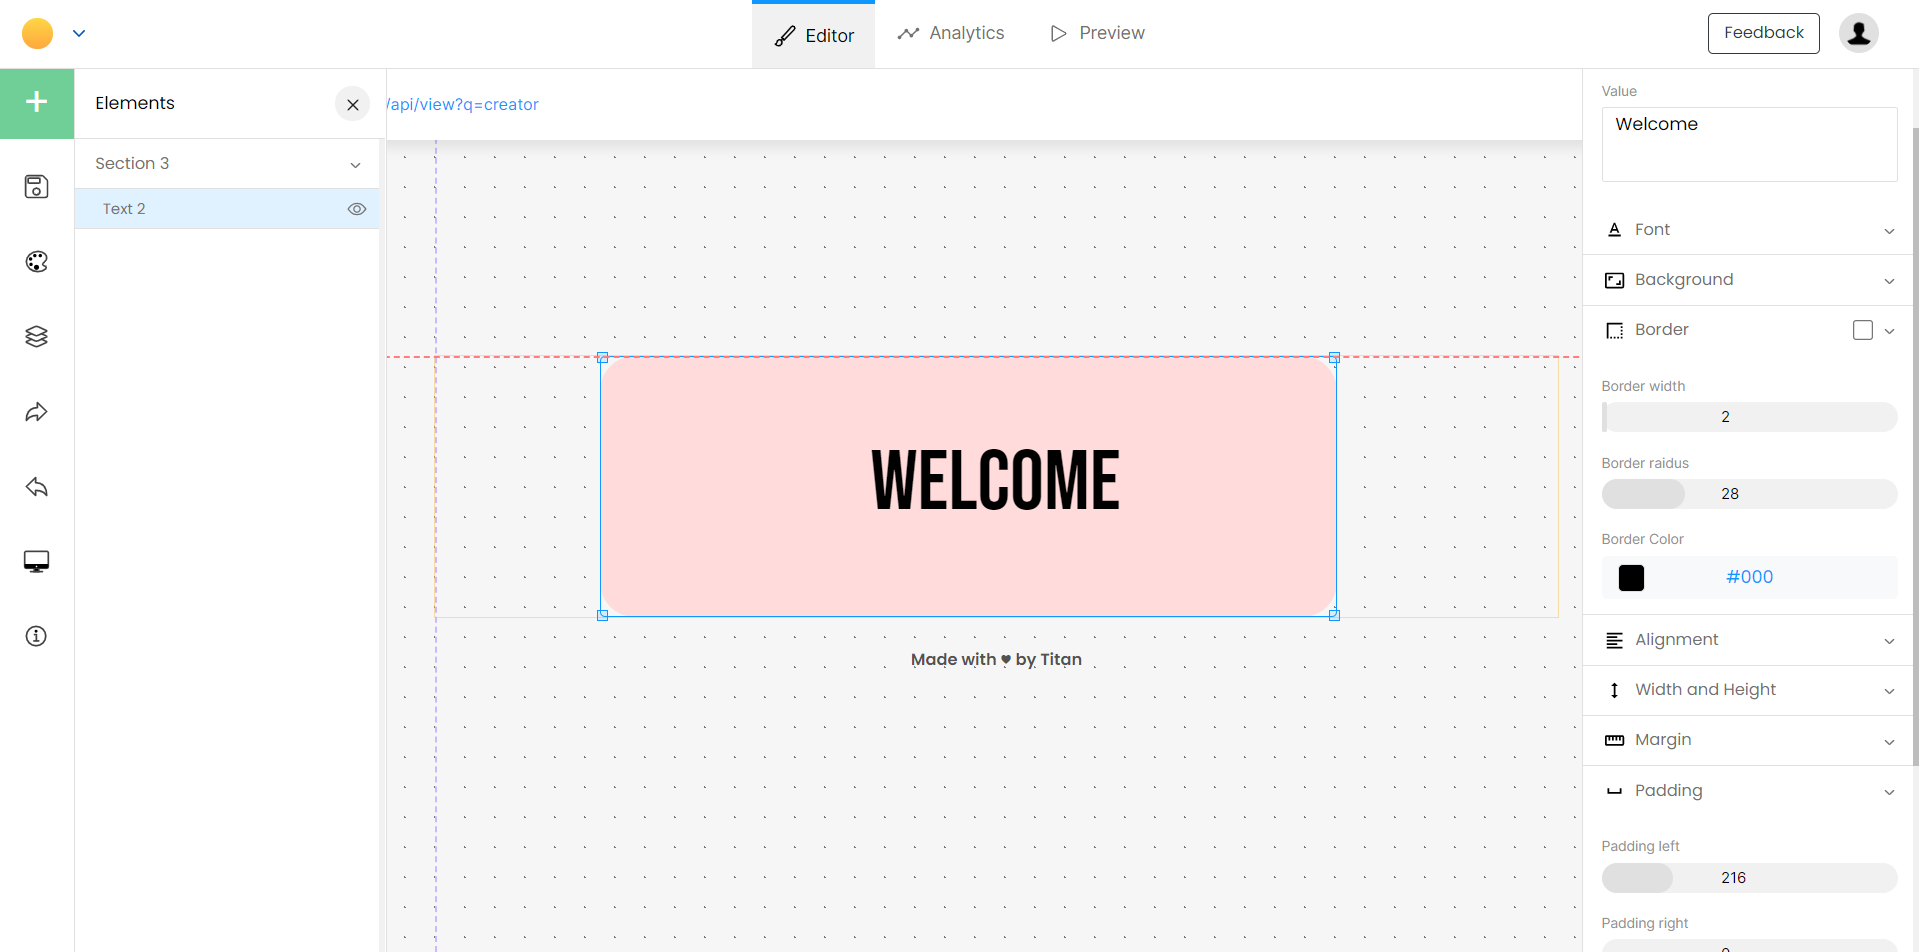 Editor
Analytics
Preview
Feedback
Elements
/api/view?q=creator
Section 3
Text 2
WELCOME
Made with ♥ by Titan
Value
Welcome
Font
Background
Border
Border width
2
Border raidus
28
Border Color
#000
Alignment
Width and Height
Margin
Padding
Padding left
216
Padding right